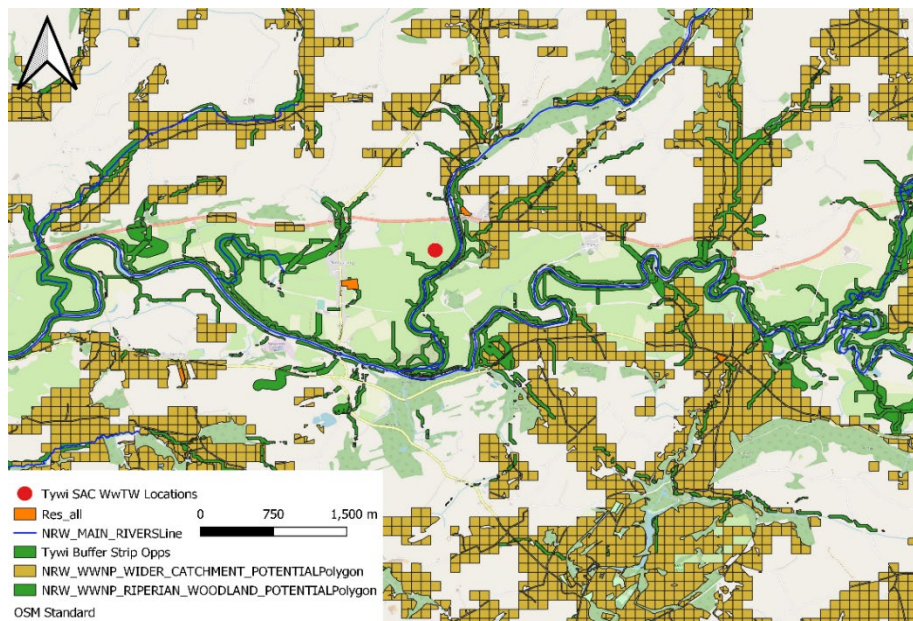 Tywi SAC WwTW Locations
Res_all
0 750 1,500 m
NRW_MAIN_RIVERSLine
Tywi Buffer Strip Opps
NRW_WWNP_WIDER_CATCHMENT_POTENTIALPolygon
NRW_WWNP_RIPERIAN_WOODLAND_POTENTIALPolygon
OSM Standard